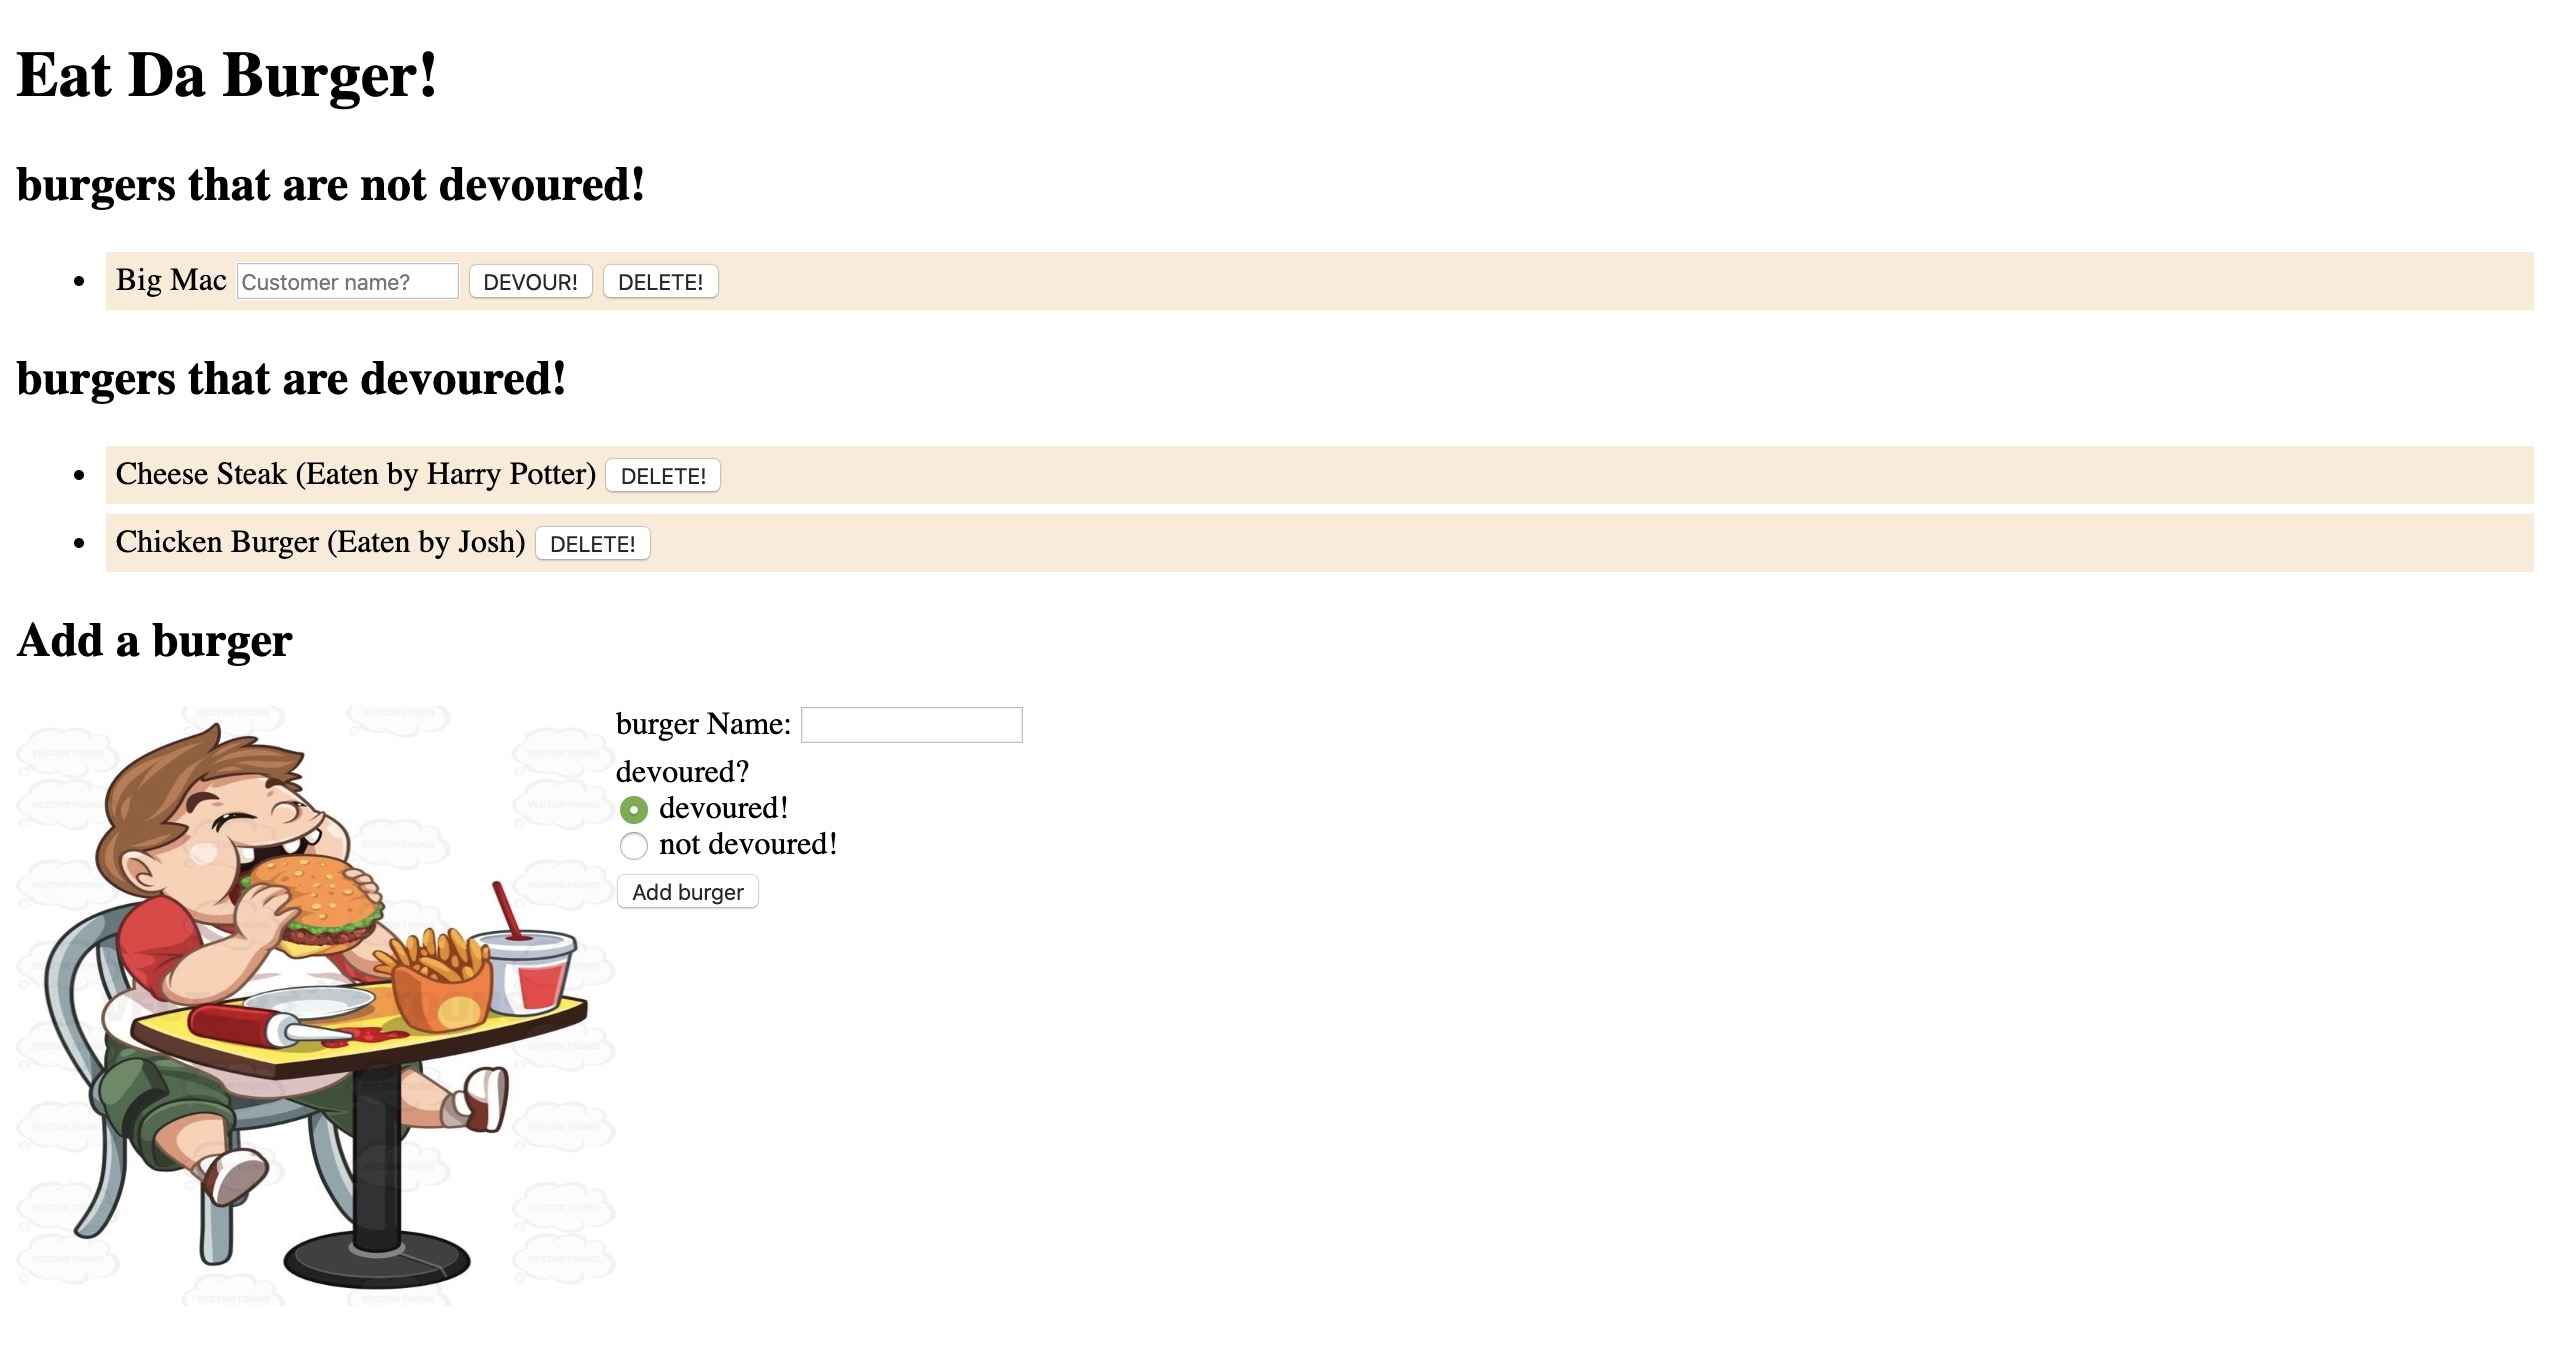 Eat Da Burger!
burgers that are not devoured!
Big Mac Customer name? DEVOUR! DELETE!
burgers that are devoured!
Cheese Steak (Eaten by Harry Potter) DELETE!
Chicken Burger (Eaten by Josh) DELETE!
Add a burger
burger Name:
devoured?
devoured!
not devoured!
Add burger